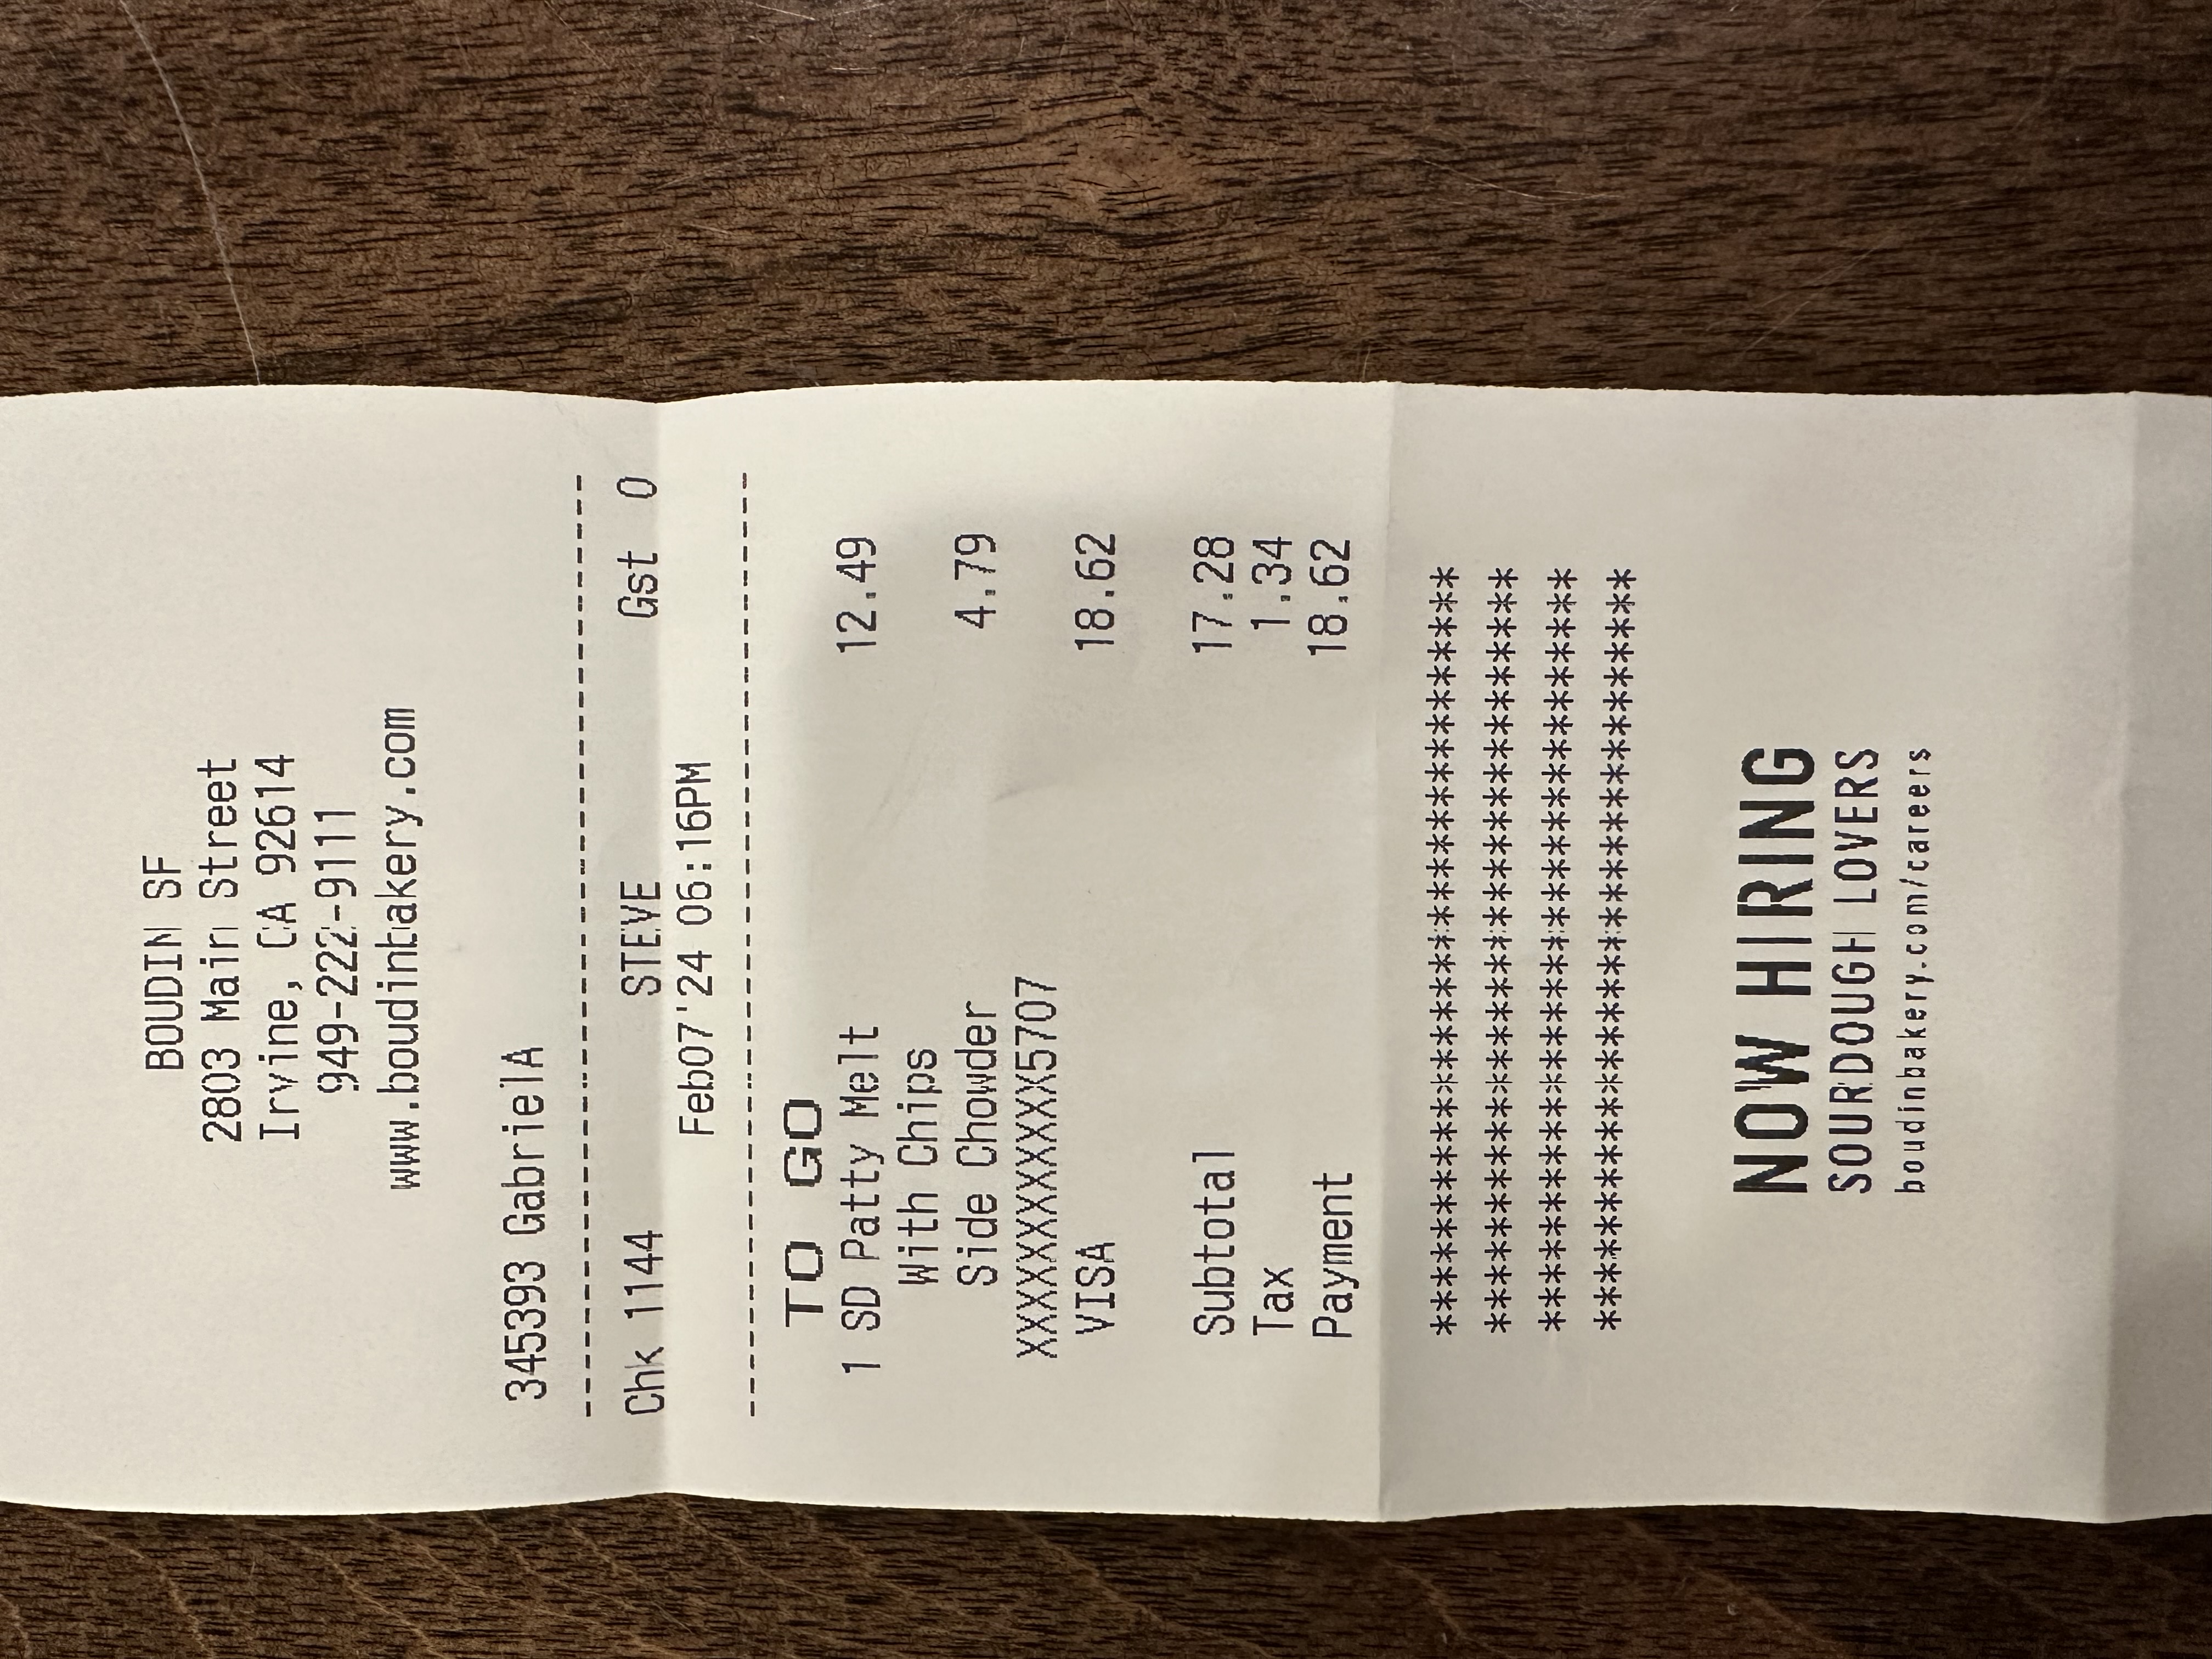 BOUDIN SF
2803 Main Street
Irvine, CA 92614
949-222-9111
www.boudinbakery.com
345393 GabrielA
----------------------------------------
Chk 1144 STEVE Gst 0
Feb07'24 06:16PM
----------------------------------------
TO GO
1 SD Patty Melt 12.49
With Chips
Side Chowder 4.79
XXXXXXXXXXXX5707
VISA 18.62
Subtotal 17.28
Tax 1.34
Payment 18.62
********************************
********************************
********************************
********************************
NOW HIRING
SOURDOUGH LOVERS
boudinbakery.com/careers